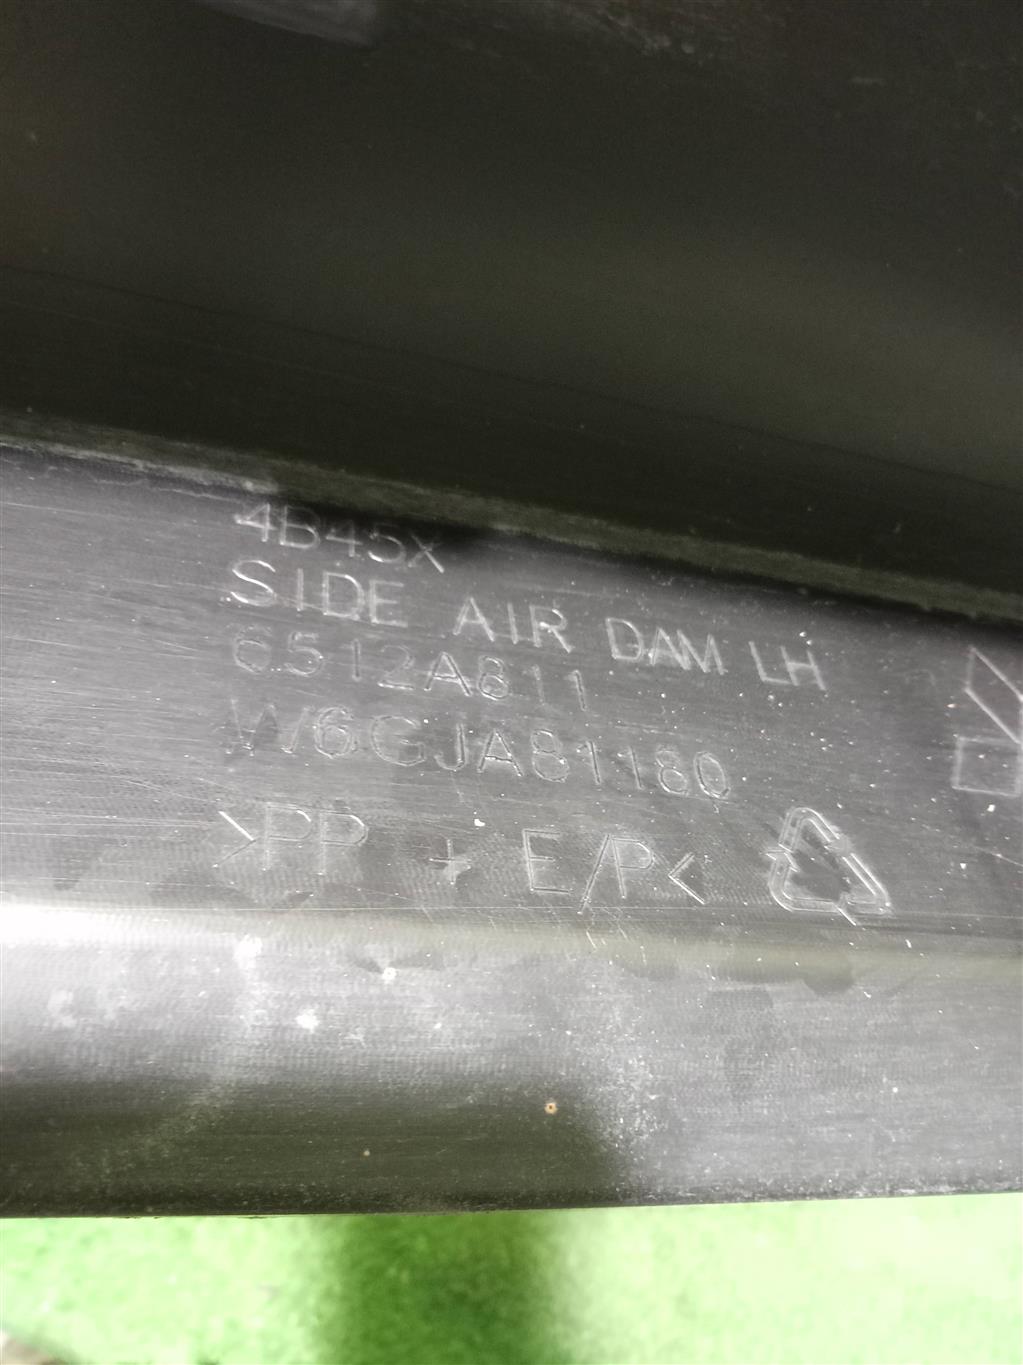 4B45X
SIDE AIR DAM LH
6512A811
W6GJA81180
>PP + E/P<